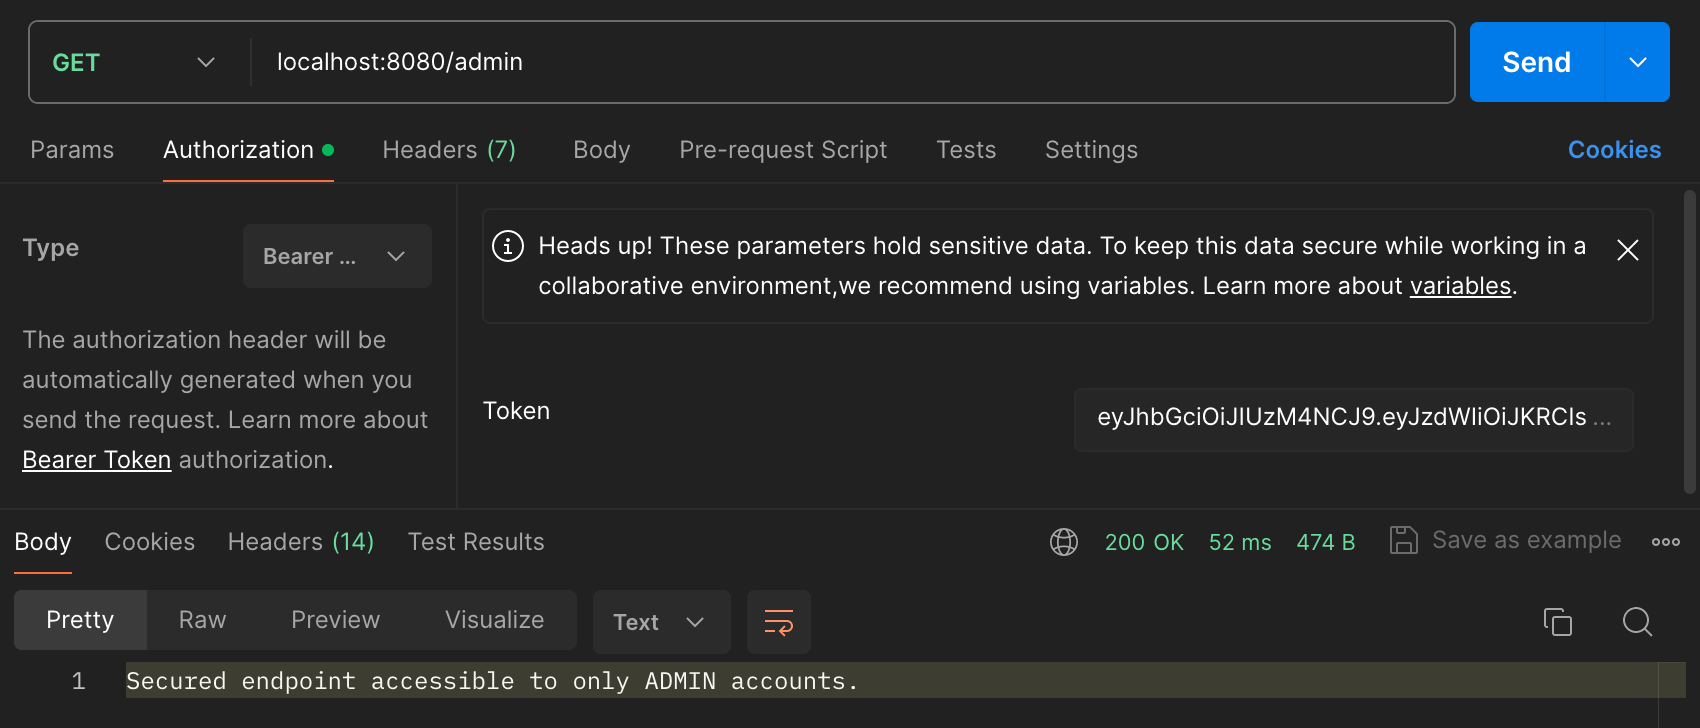 GET localhost:8080/admin Send
Params Authorization Headers (7) Body Pre-request Script Tests Settings Cookies
Type Bearer ...
The authorization header will be
automatically generated when you
send the request. Learn more about
Bearer Token authorization.
Heads up! These parameters hold sensitive data. To keep this data secure while working in a
collaborative environment,we recommend using variables. Learn more about variables.
Token eyJhbGciOiJIUzM4NCJ9.eyJzdWIiOiJKRCIs ...
Body Cookies Headers (14) Test Results 200 OK 52 ms 474 B Save as example
Pretty Raw Preview Visualize Text
1 Secured endpoint accessible to only ADMIN accounts.